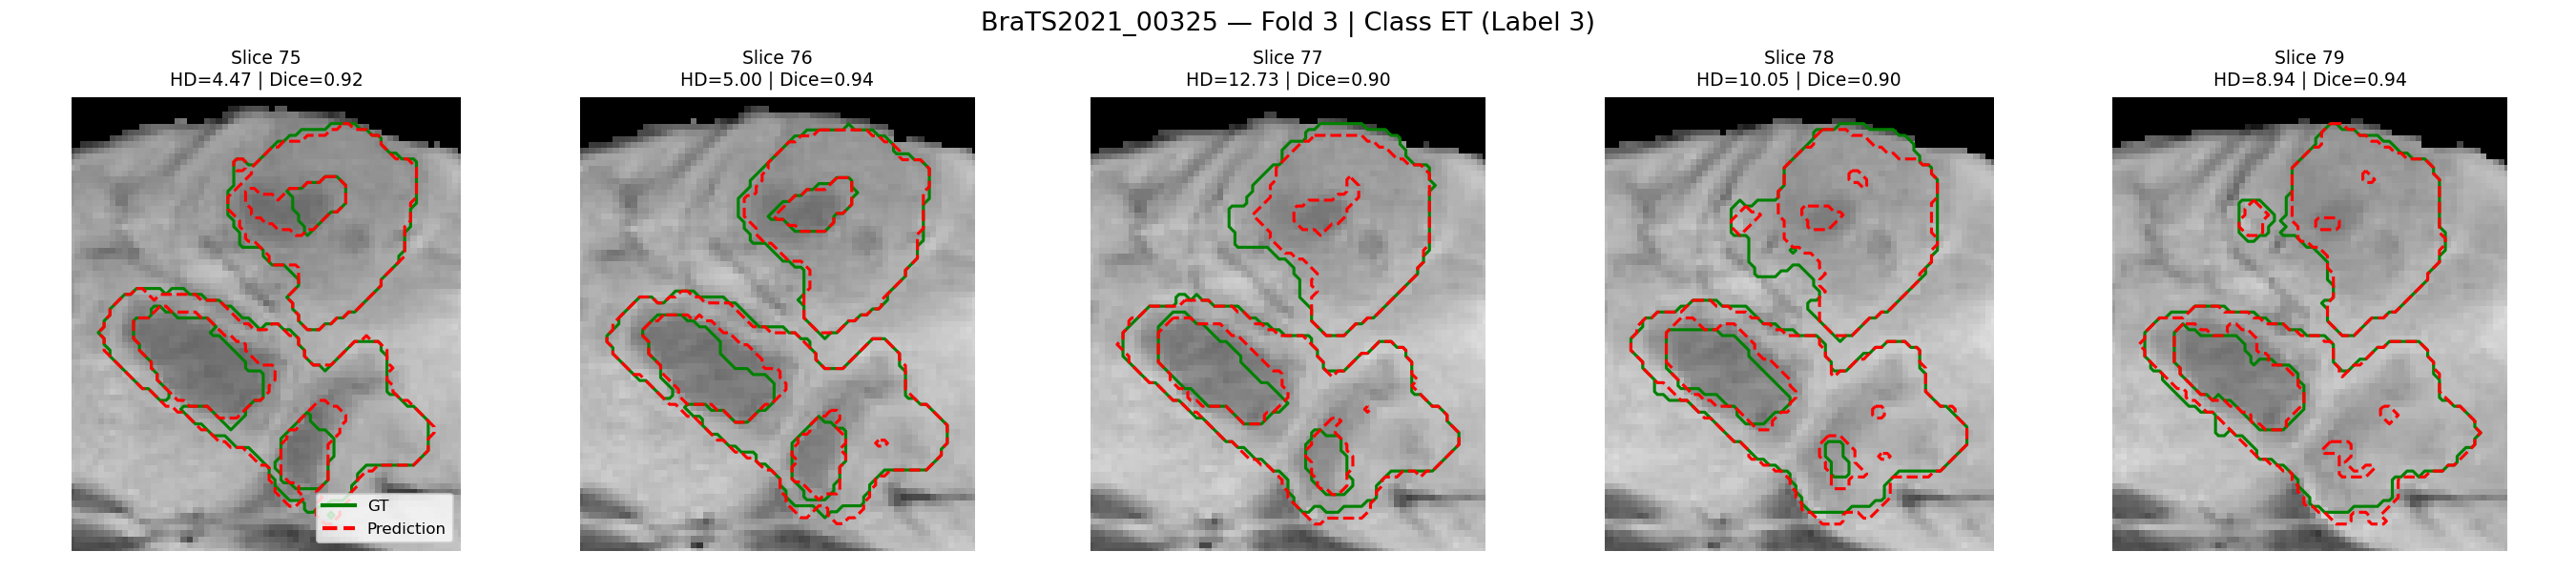 BraTS2021_00325 — Fold 3 | Class ET (Label 3)
Slice 75
HD=4.47 | Dice=0.92
Slice 76
HD=5.00 | Dice=0.94
Slice 77
HD=12.73 | Dice=0.90
Slice 78
HD=10.05 | Dice=0.90
Slice 79
HD=8.94 | Dice=0.94
GT
Prediction